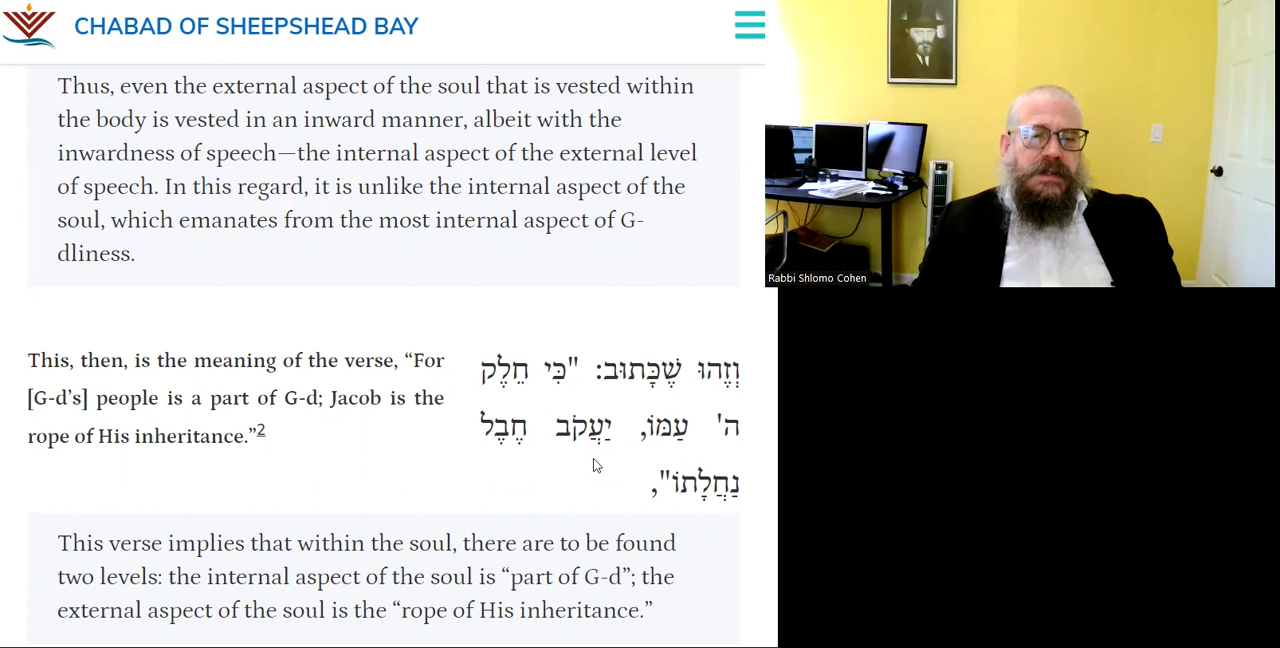 CHABAD OF SHEEPSHEAD BAY
Thus, even the external aspect of the soul that is vested within
the body is vested in an inward manner, albeit with the
inwardness of speech—the internal aspect of the external level
of speech. In this regard, it is unlike the internal aspect of the
soul, which emanates from the most internal aspect of G-
dliness.
This, then, is the meaning of the verse, “For
[G-d’s] people is a part of G-d; Jacob is the
rope of His inheritance.”2
וְזֶהוּ שֶׁכָּתוּב: "כִּי חֵלֶק
ה' עַמּוֹ, יַעֲקֹב חֶבֶל
נַחֲלָתוֹ",
This verse implies that within the soul, there are to be found
two levels: the internal aspect of the soul is “part of G-d”; the
external aspect of the soul is the “rope of His inheritance.”
Rabbi Shlomo Cohen